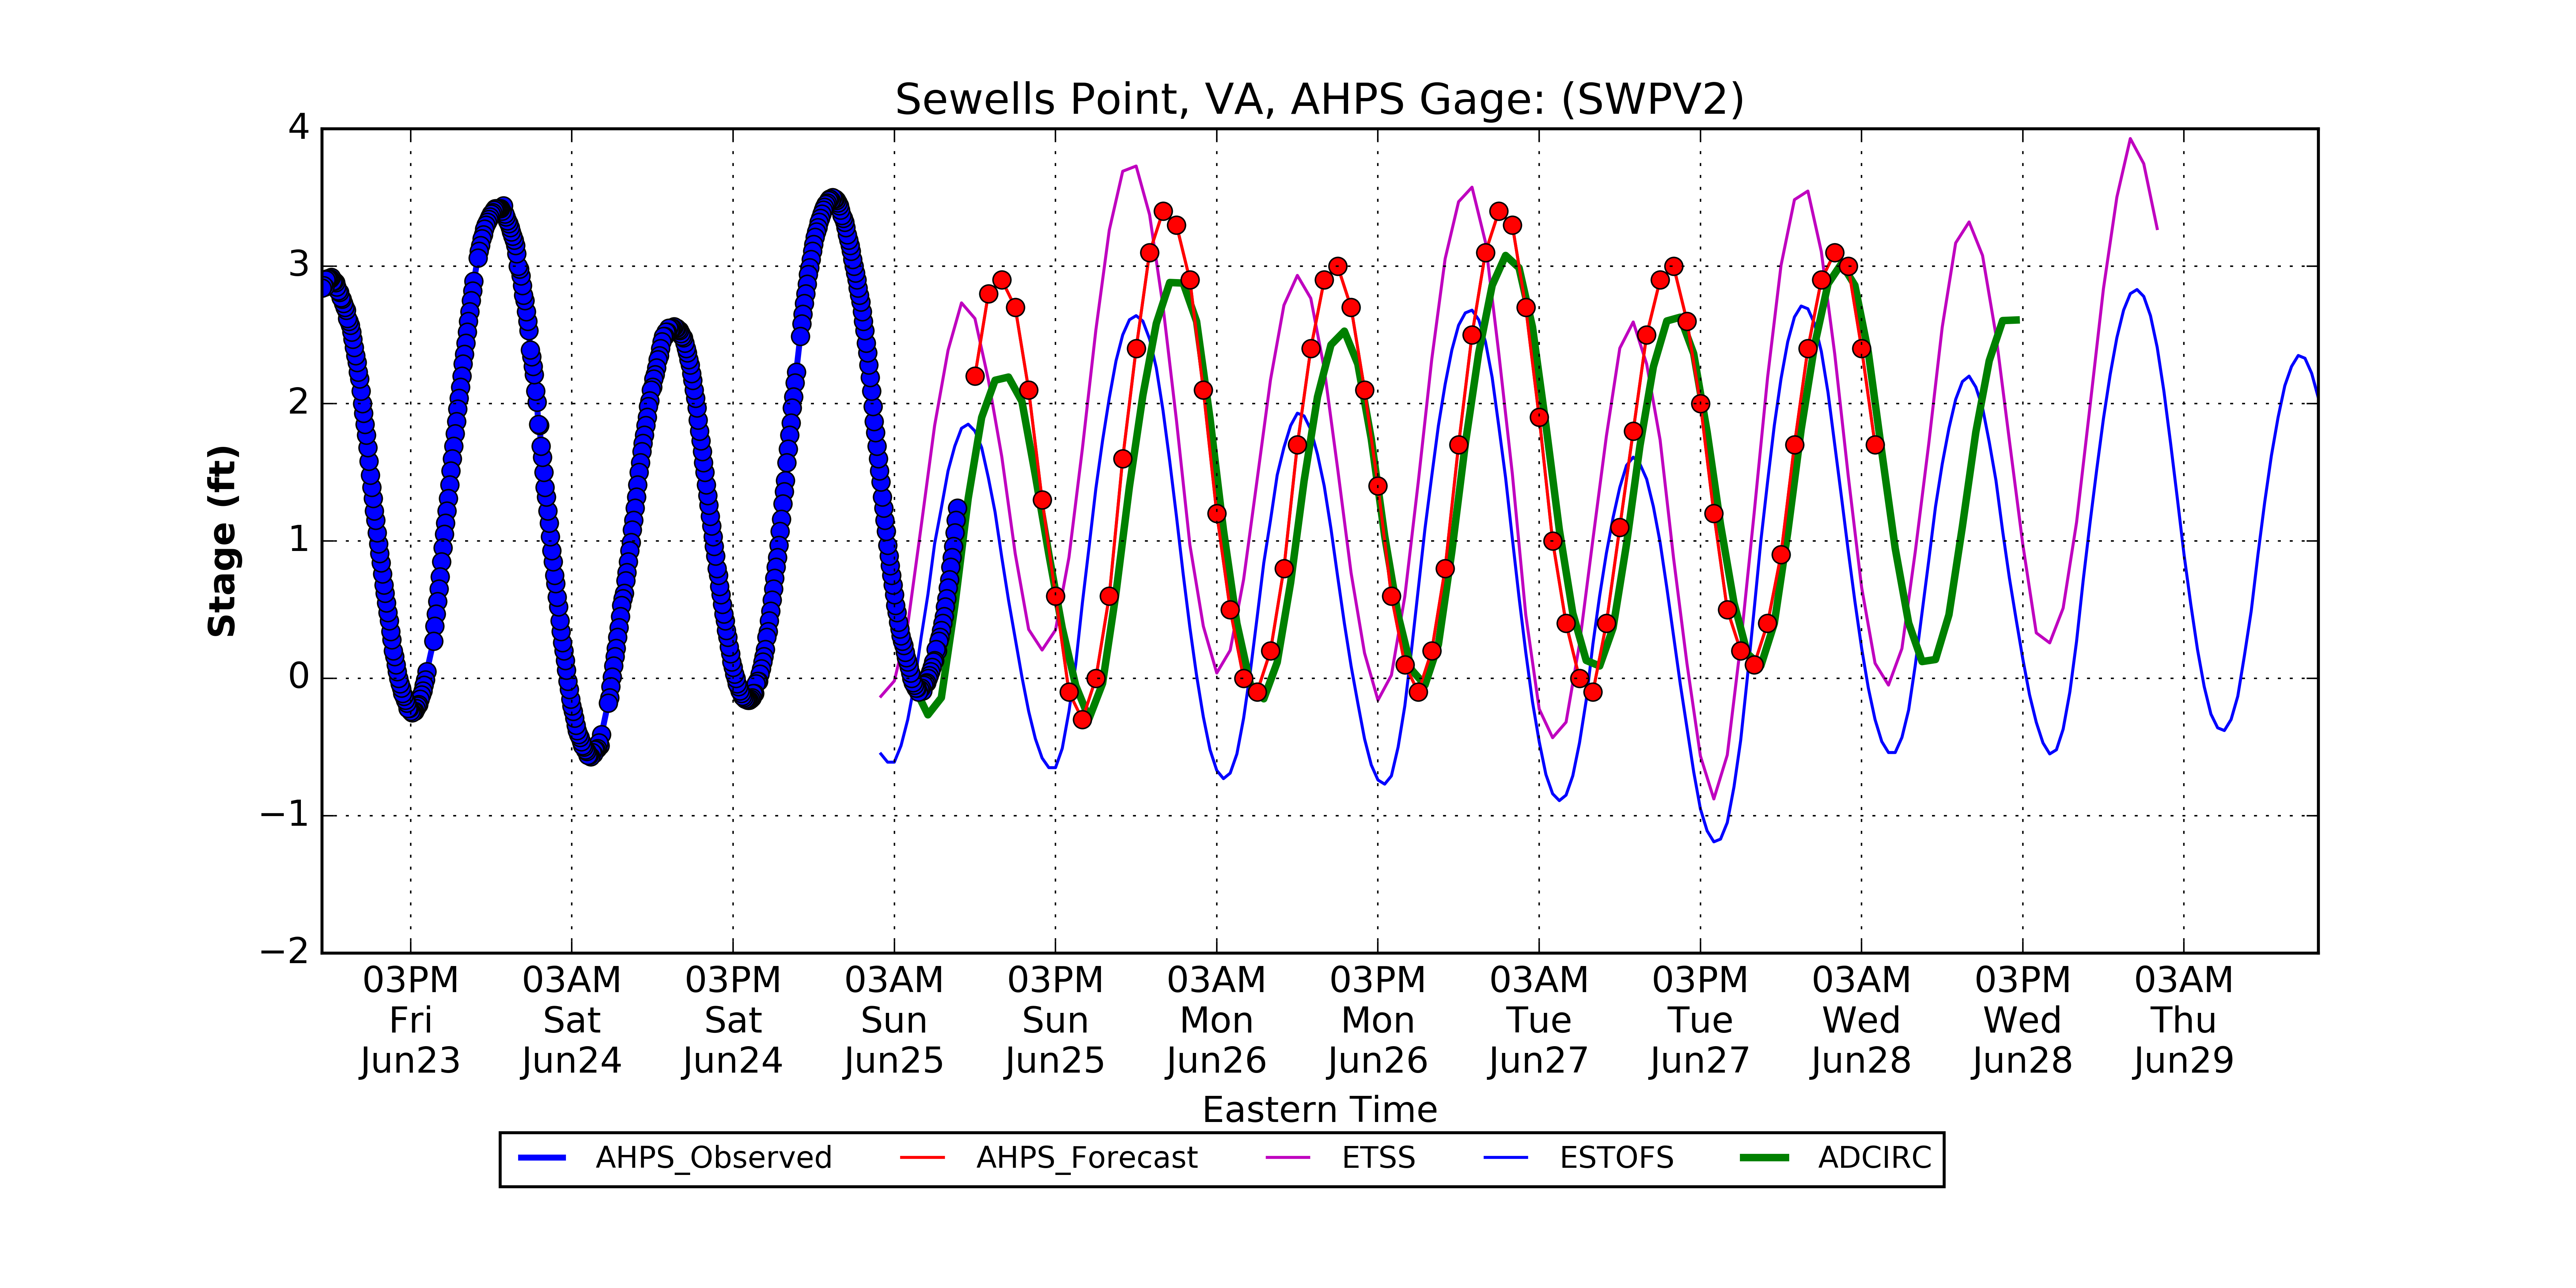 Sewells Point, VA, AHPS Gage: (SWPV2)
4
3
2
1
0
−1
−2
Stage (ft)
03PM 03AM 03PM 03AM 03PM 03AM 03PM 03AM 03PM 03AM 03PM 03AM
Fri Sat Sat Sun Sun Mon Mon Tue Tue Wed Wed Thu
Jun23 Jun24 Jun24 Jun25 Jun25 Jun26 Jun26 Jun27 Jun27 Jun28 Jun28 Jun29
Eastern Time
AHPS_Observed AHPS_Forecast ETSS ESTOFS ADCIRC